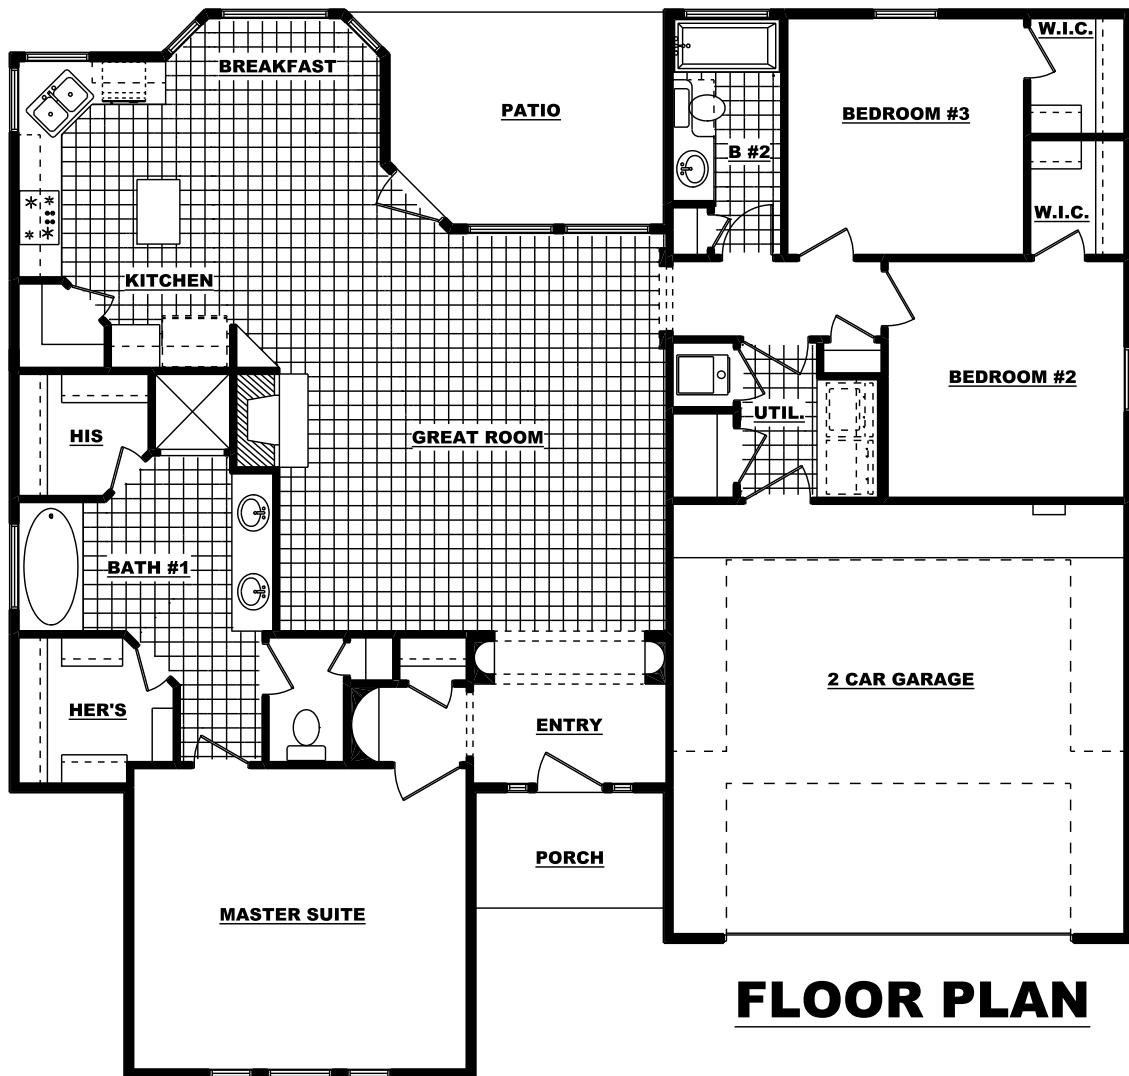 W.I.C.
BREAKFAST
PATIO
BEDROOM #3
B #2
W.I.C.
KITCHEN
BEDROOM #2
UTIL.
HIS
GREAT ROOM
BATH #1
2 CAR GARAGE
HER'S
ENTRY
PORCH
MASTER SUITE
FLOOR PLAN